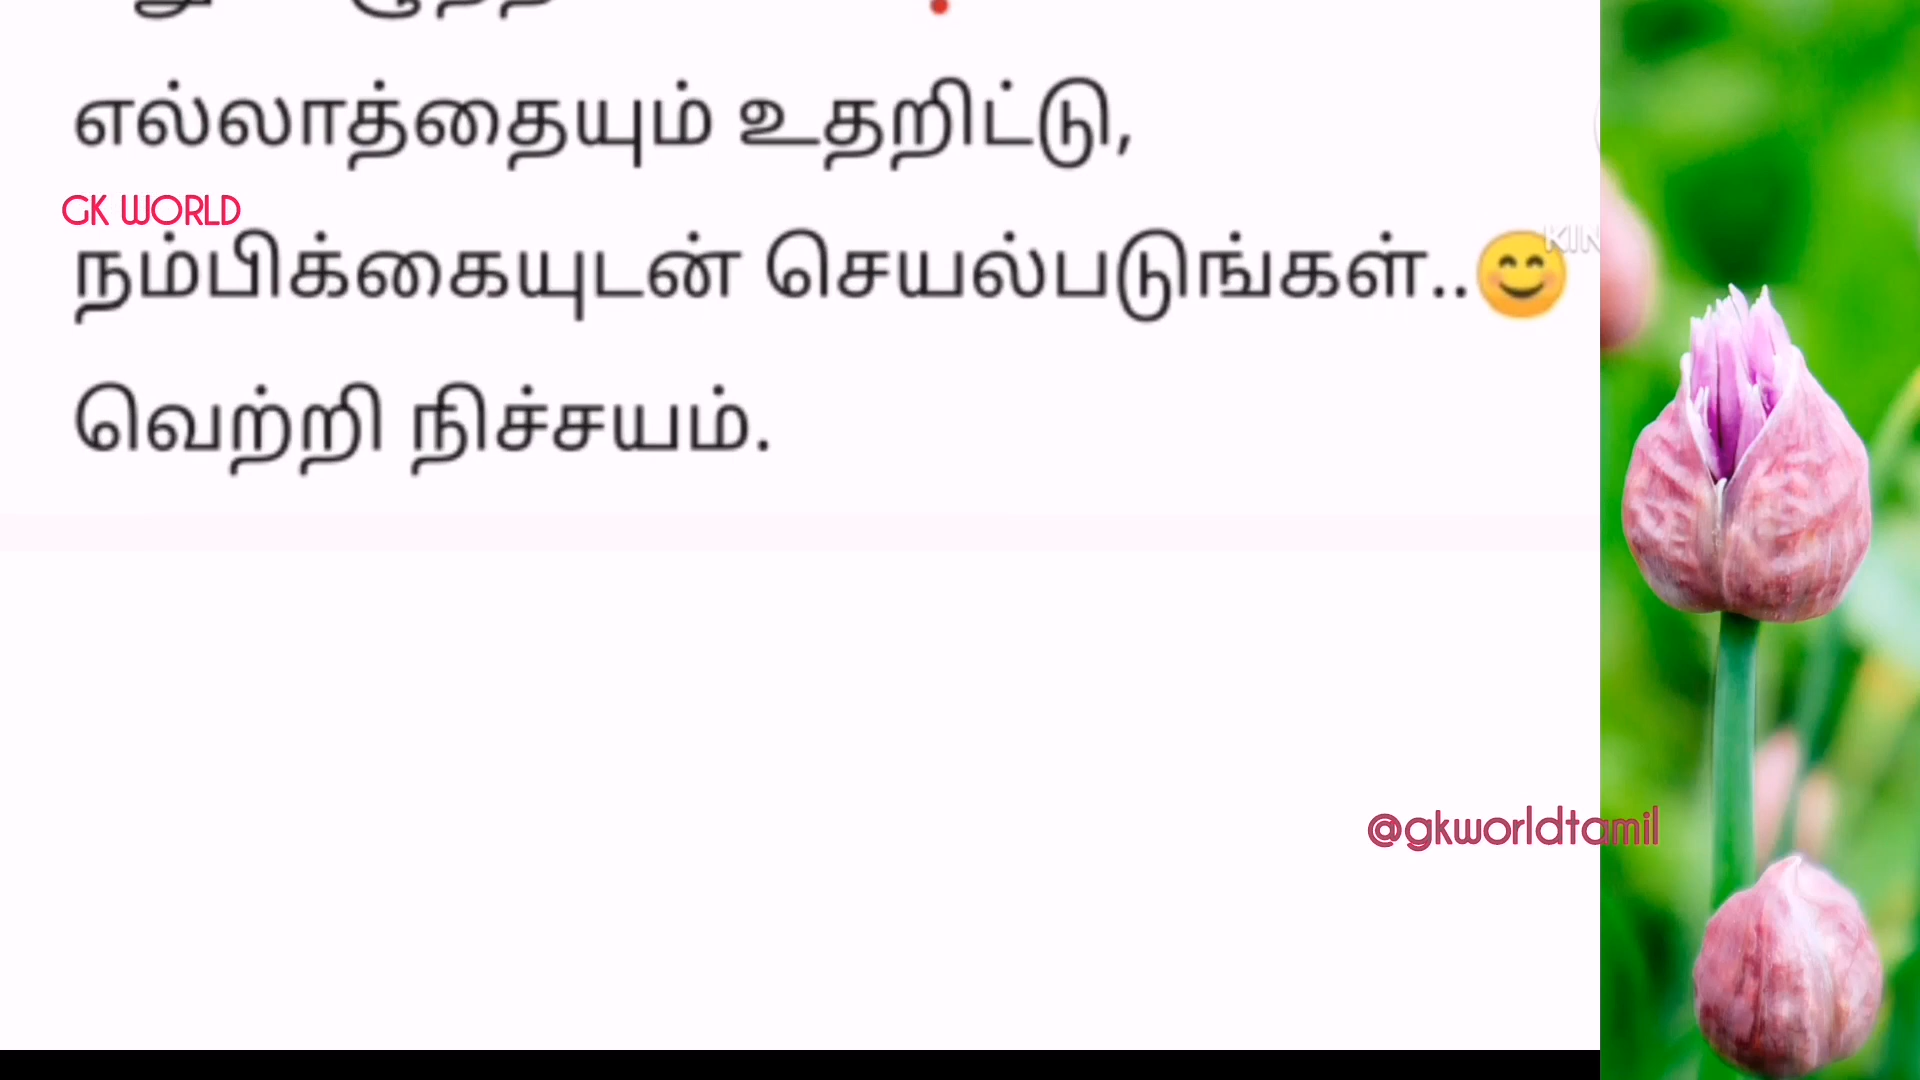 எல்லாத்தையும் உதறிட்டு,
GK WORLD
நம்பிக்கையுடன் செயல்படுங்கள்..😊
வெற்றி நிச்சயம்.
@gkworldtamil